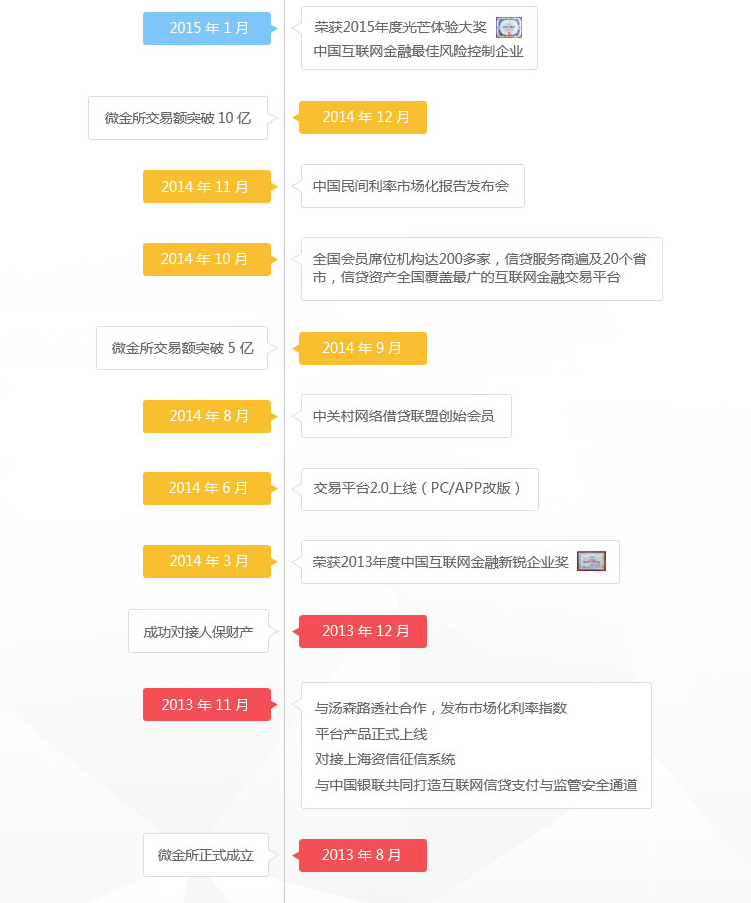 2015 年 1 月
荣获2015年度光芒体验大奖
中国互联网金融最佳风险控制企业
微金所交易额突破 10 亿
2014 年 12 月
2014 年 11 月
中国民间利率市场化报告发布会
2014 年 10 月
全国会员席位机构达200多家，信贷服务商遍及20个省
市，信贷资产全国覆盖最广的互联网金融交易平台
微金所交易额突破 5 亿
2014 年 9 月
2014 年 8 月
中关村网络借贷联盟创始会员
2014 年 6 月
交易平台2.0上线（PC/APP改版）
2014 年 3 月
荣获2013年度中国互联网金融新锐企业奖
成功对接人保财产
2013 年 12 月
2013 年 11 月
与汤森路透社合作，发布市场化利率指数
平台产品正式上线
对接上海资信征信系统
与中国银联共同打造互联网信贷支付与监管安全通道
微金所正式成立
2013 年 8 月